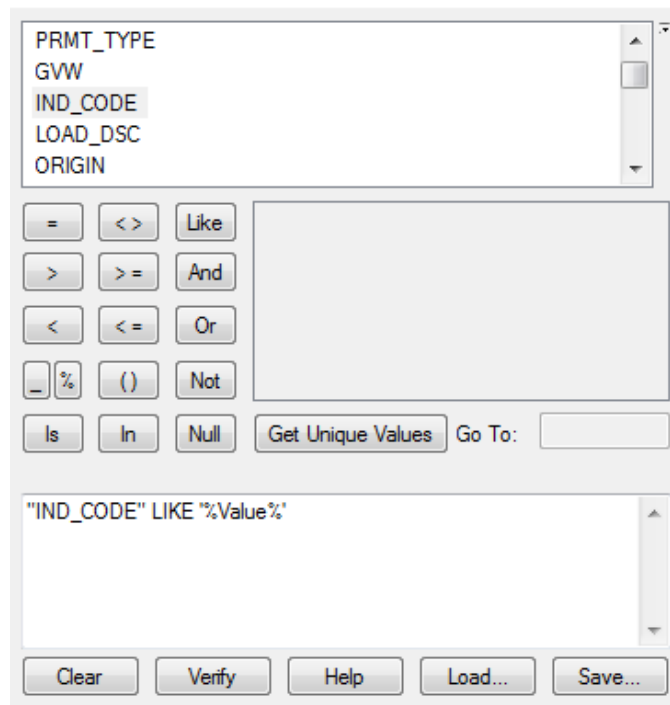 PRMT_TYPE
GVW
IND_CODE
LOAD_DSC
ORIGIN
= < > Like
> > = And
< < = Or
_ % ( ) Not
Is In Null Get Unique Values Go To:
"IND_CODE" LIKE '%Value%'
Clear Verify Help Load... Save...